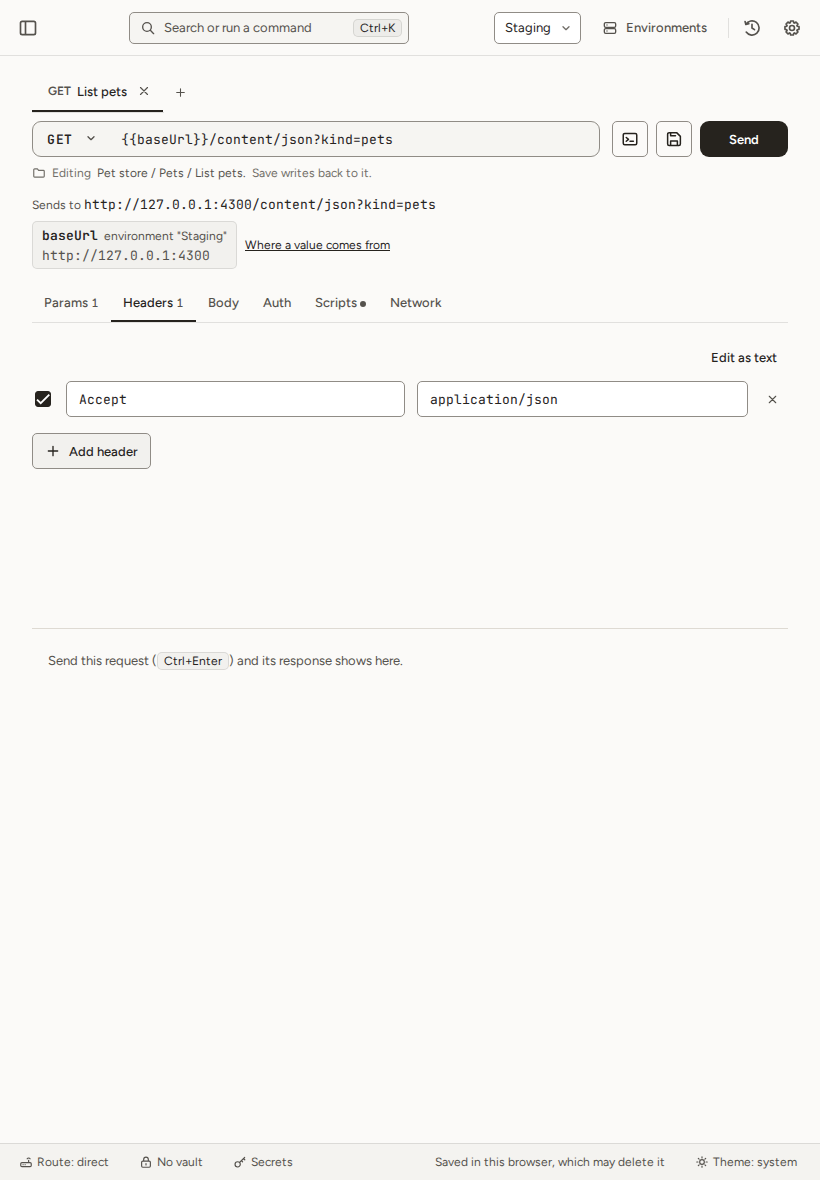 Search or run a command Ctrl+K Staging Environments
GET List pets
GET {{baseUrl}}/content/json?kind=pets Send
Editing Pet store / Pets / List pets. Save writes back to it.
Sends to http://127.0.0.1:4300/content/json?kind=pets
baseUrl environment "Staging"
http://127.0.0.1:4300
Where a value comes from
Params 1 Headers 1 Body Auth Scripts Network
Edit as text
Accept application/json
Add header
Send this request (Ctrl+Enter) and its response shows here.
Route: direct No vault Secrets Saved in this browser, which may delete it Theme: system